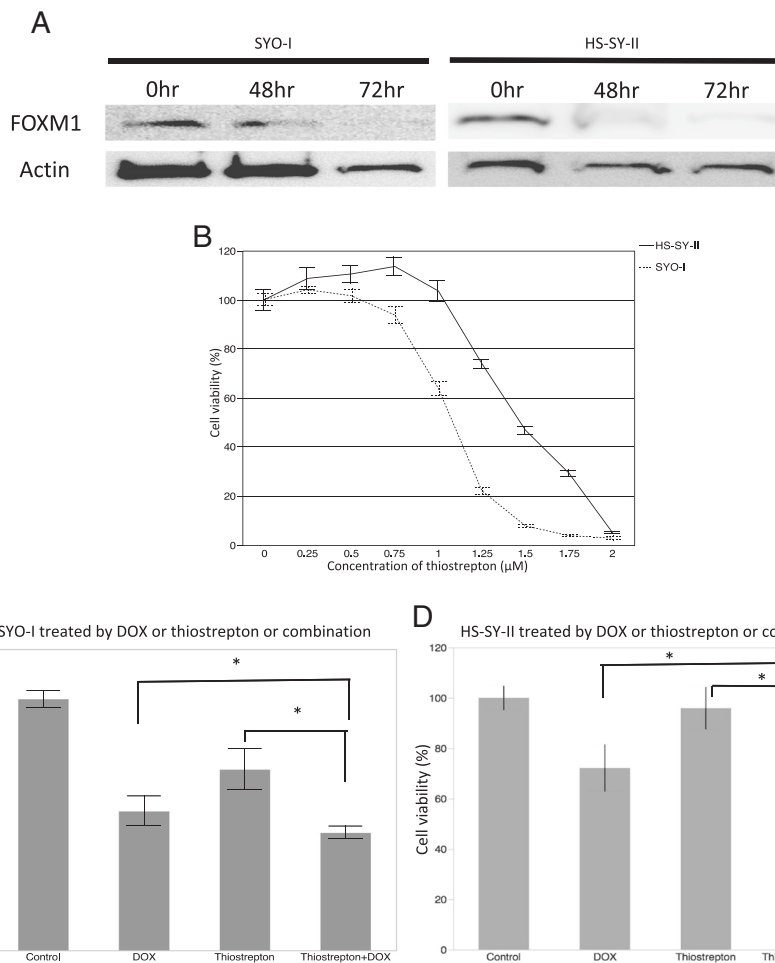 A
SYO-I HS-SY-II
0hr 48hr 72hr 0hr 48hr 72hr
FOXM1
Actin
B
HS-SY-II
SYO-I
Cell viability (%)
120
100
80
60
40
20
0
0 0.25 0.5 0.75 1 1.25 1.5 1.75 2
Concentration of thiostrepton (μM)
SYO-I treated by DOX or thiostrepton or combination
*
*
Control DOX Thiostrepton Thiostrepton+DOX
D
HS-SY-II treated by DOX or thiostrepton or co
Cell viability (%)
120
100
80
60
40
20
0
*
*
Control DOX Thiostrepton Th